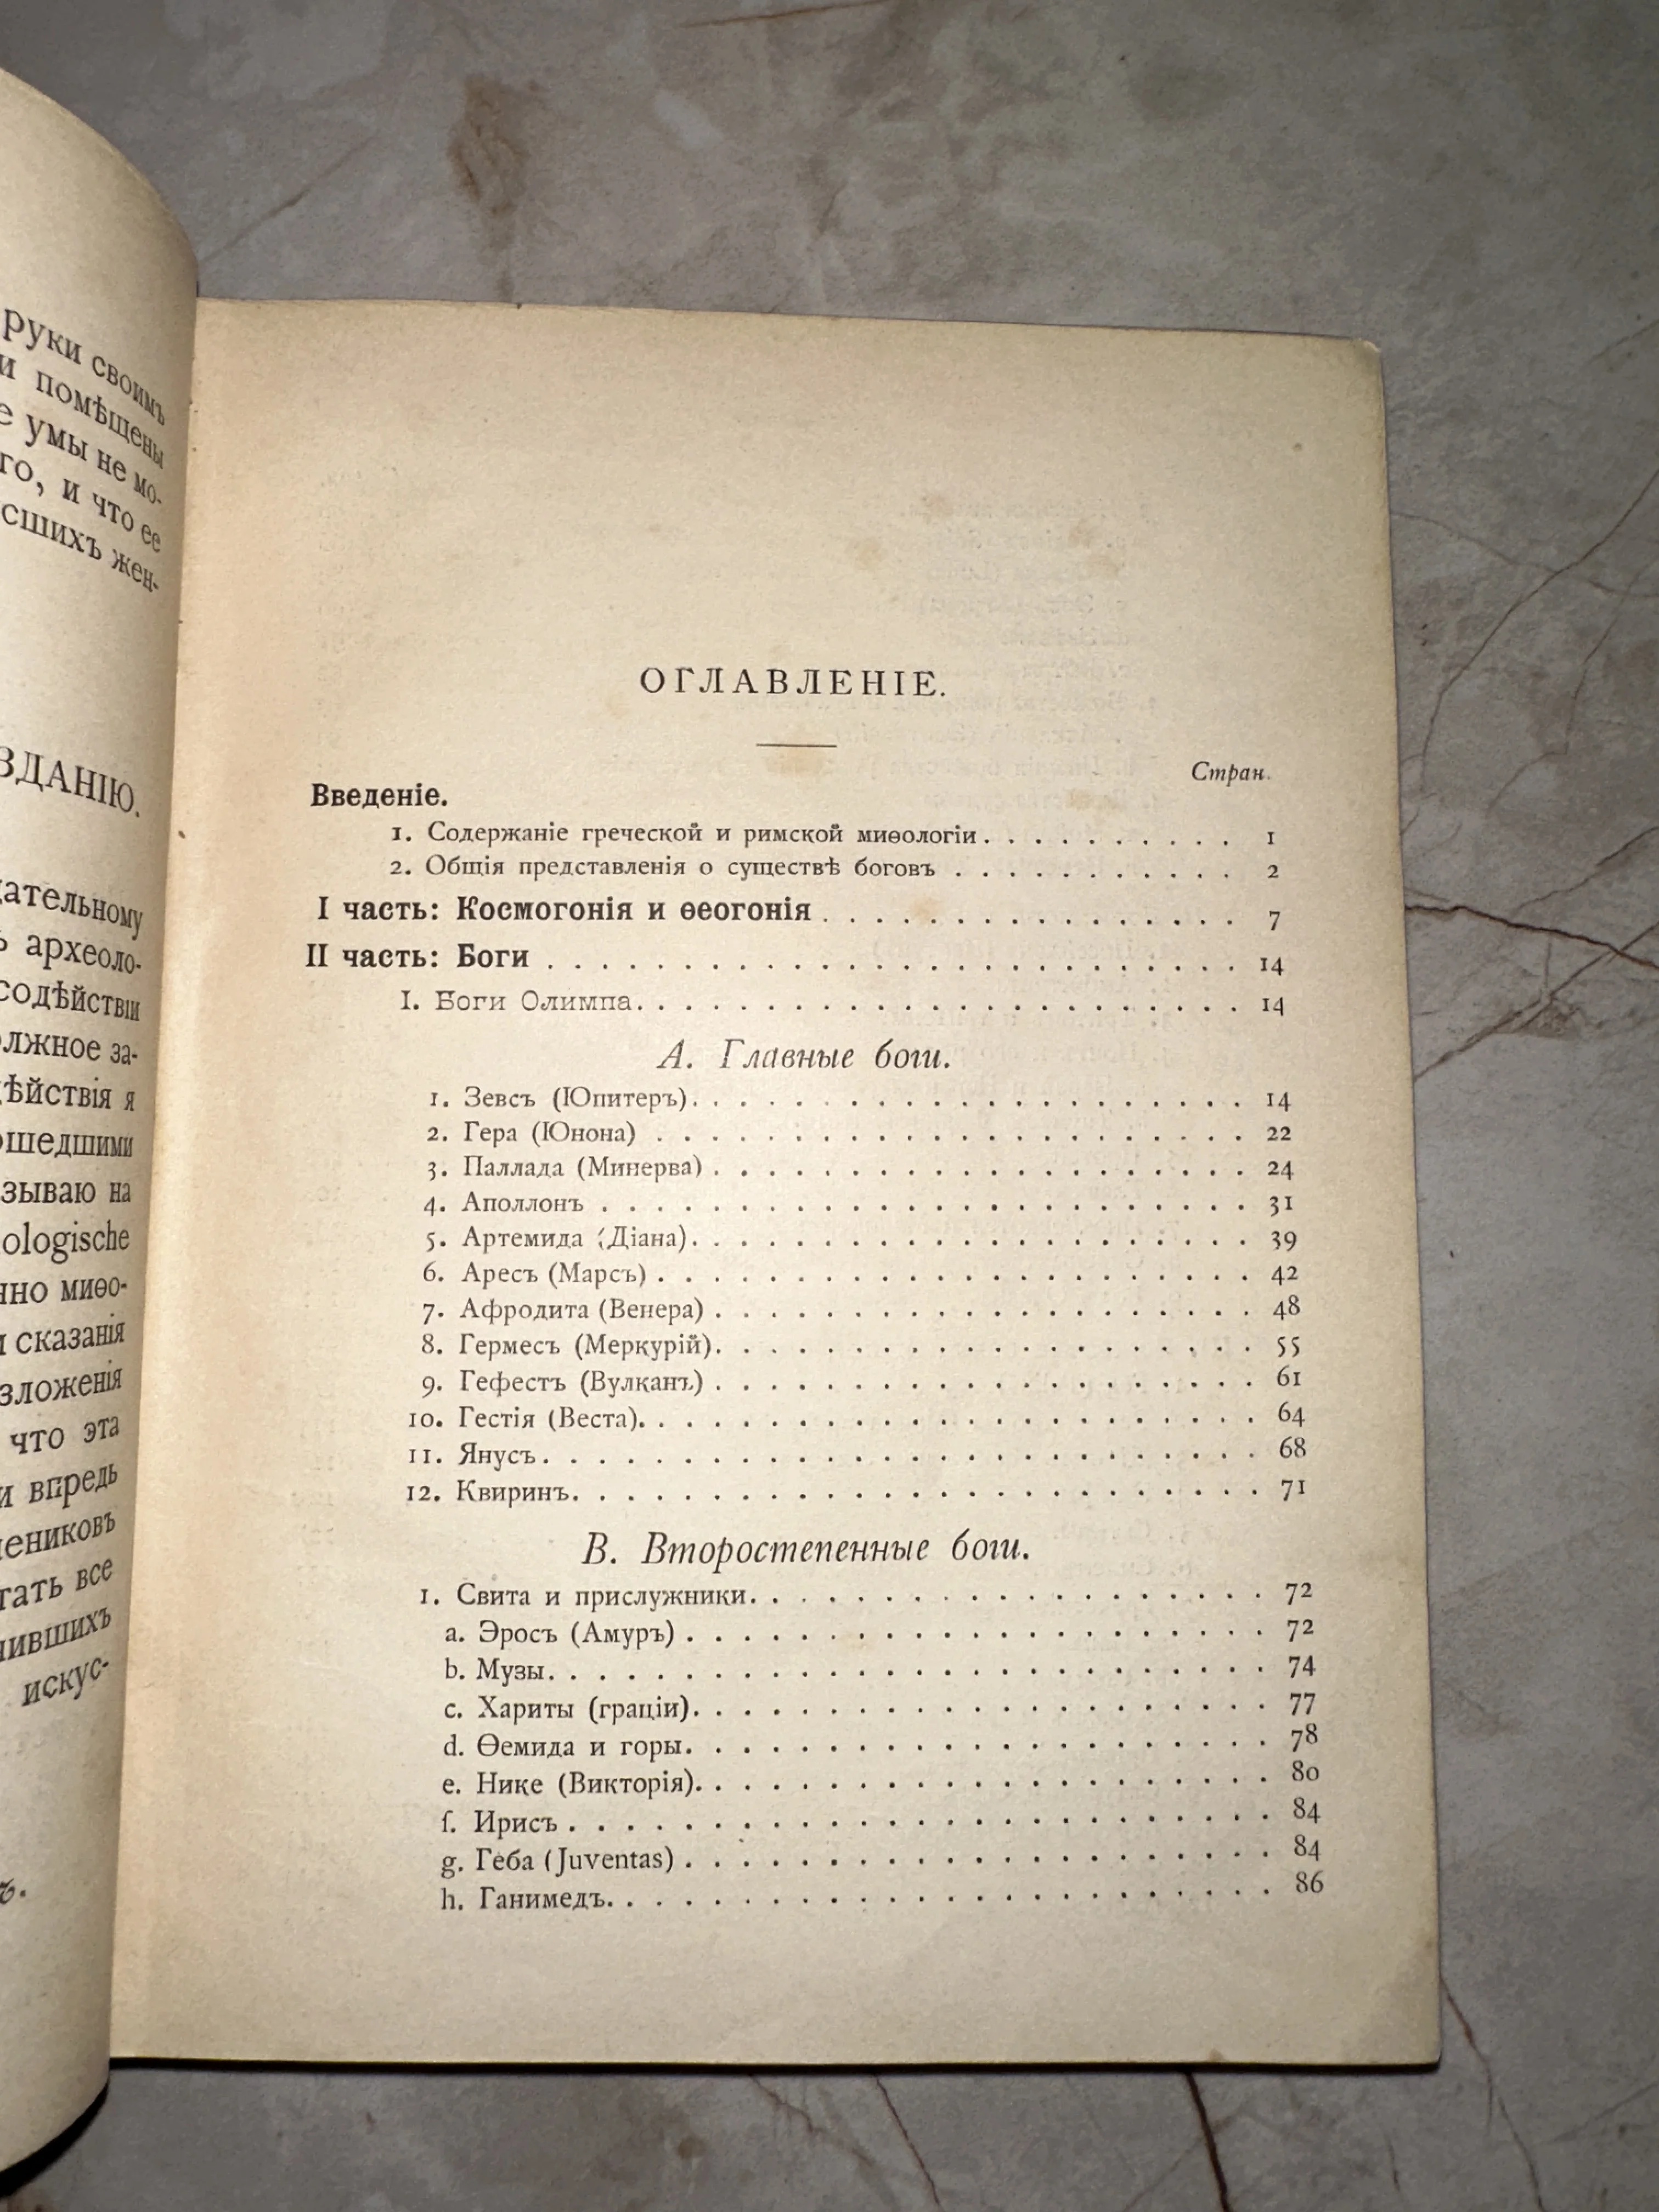 руки своимъ
и помѣщены
умы не мо-
го, и что ее
сшихъ жен-
ЗДАНІЮ.
дательному
археоло-
содѣйствіи
олжное за-
дѣйствія я
ошедшими
зываю на
ologische
нно миѳо-
сказанія
зложенія
что эта
и впредь
чениковъ
гать все
чившихъ
искус-
ОГЛАВЛЕНІЕ.
Стран.
Введеніе.
1. Содержаніе греческой и римской миѳологіи. . . . . . . . . . 1
2. Общія представленія о существѣ боговъ . . . . . . . . . . . 2
I часть: Космогонія и ѳеогонія . . . . . . . . . . . . . . . . 7
II часть: Боги . . . . . . . . . . . . . . . . . . . . . . . . . 14
I. Боги Олимпа. . . . . . . . . . . . . . . . . . . . . . 14
А. Главные боги.
1. Зевсъ (Юпитеръ). . . . . . . . . . . . . . . . . . . . 14
2. Гера (Юнона) . . . . . . . . . . . . . . . . . . . . . 22
3. Паллада (Минерва) . . . . . . . . . . . . . . . . . . . 24
4. Аполлонъ . . . . . . . . . . . . . . . . . . . . . . . 31
5. Артемида (Діана). . . . . . . . . . . . . . . . . . . . 39
6. Аресъ (Марсъ) . . . . . . . . . . . . . . . . . . . . . 42
7. Афродита (Венера) . . . . . . . . . . . . . . . . . . . 48
8. Гермесъ (Меркурій). . . . . . . . . . . . . . . . . . . 55
9. Гефестъ (Вулканъ) . . . . . . . . . . . . . . . . . . . 61
10. Гестія (Веста). . . . . . . . . . . . . . . . . . . . . 64
11. Янусъ. . . . . . . . . . . . . . . . . . . . . . . . . 68
12. Квиринъ. . . . . . . . . . . . . . . . . . . . . . . . 71
В. Второстепенные боги.
1. Свита и прислужники. . . . . . . . . . . . . . . . . . 72
a. Эросъ (Амуръ) . . . . . . . . . . . . . . . . . . . . 72
b. Музы. . . . . . . . . . . . . . . . . . . . . . . . . 74
c. Хариты (граціи). . . . . . . . . . . . . . . . . . . . 77
d. Ѳемида и горы. . . . . . . . . . . . . . . . . . . . . 78
e. Нике (Викторія). . . . . . . . . . . . . . . . . . . . 80
f. Ирисъ . . . . . . . . . . . . . . . . . . . . . . . . 84
g. Геба (Juventas) . . . . . . . . . . . . . . . . . . . . 84
h. Ганимедъ. . . . . . . . . . . . . . . . . . . . . . . 86